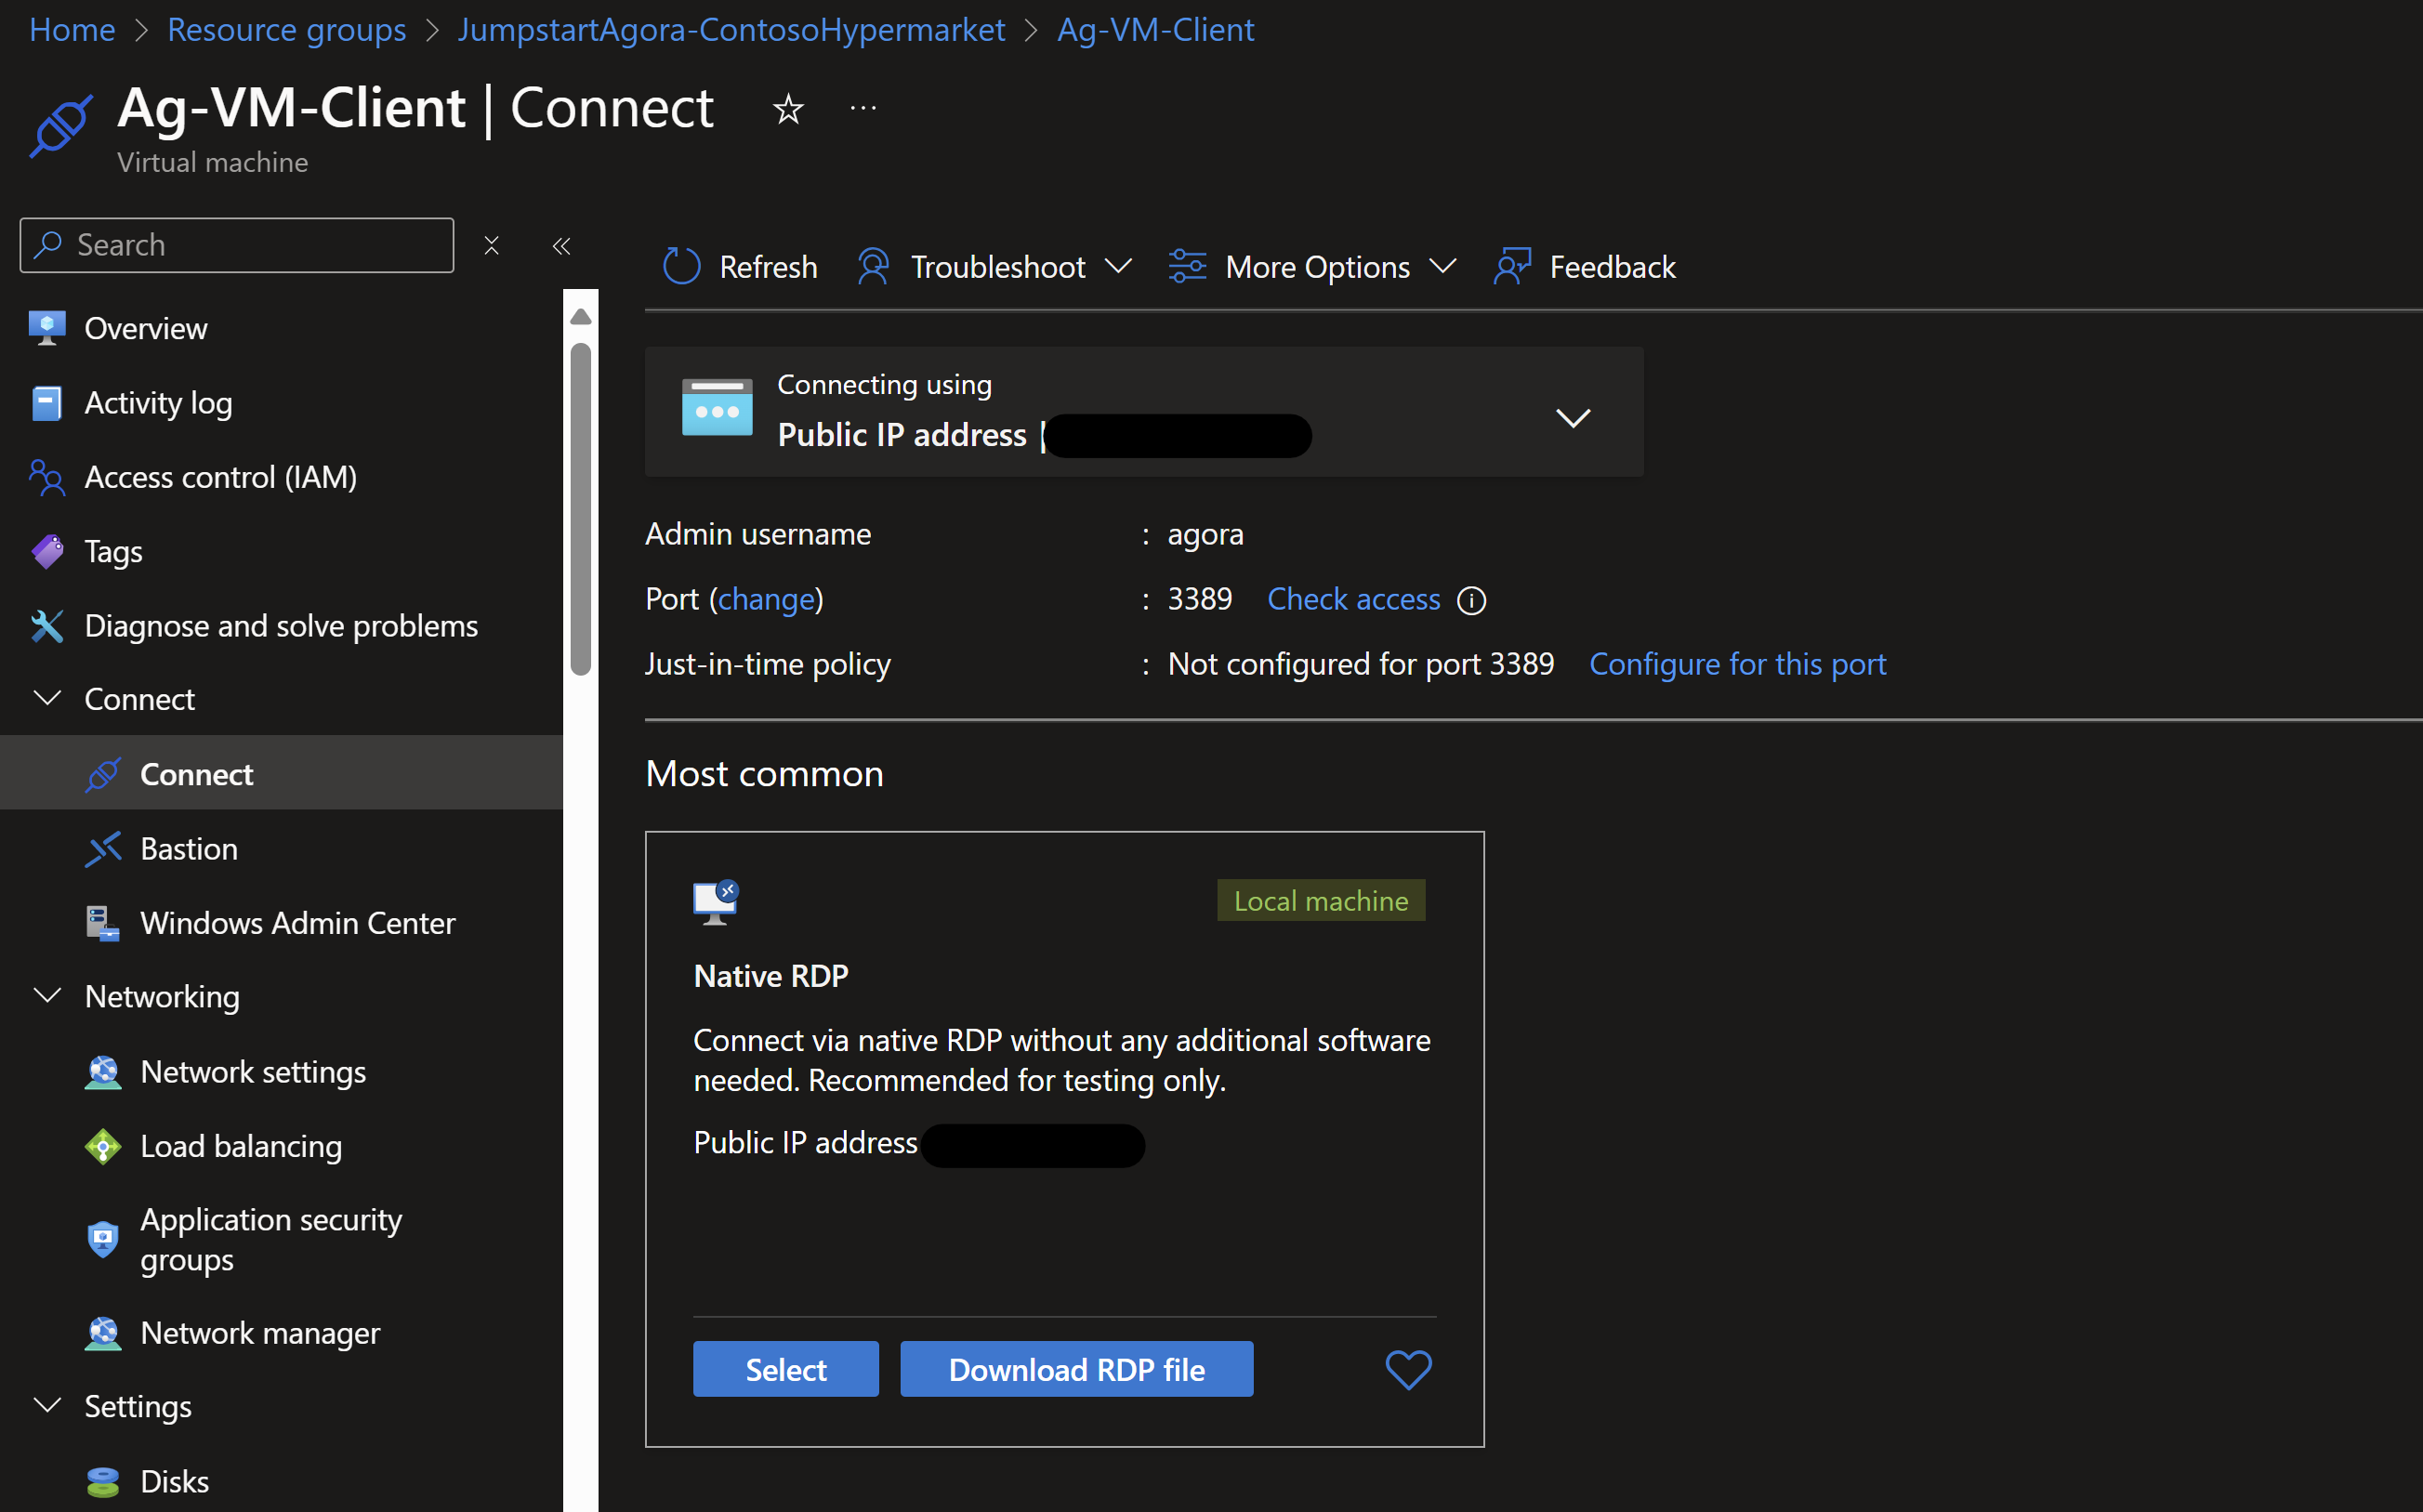 Home > Resource groups > JumpstartAgora-ContosoHypermarket > Ag-VM-Client
Ag-VM-Client | Connect
Virtual machine
Search
Overview
Activity log
Access control (IAM)
Tags
Diagnose and solve problems
Connect
Connect
Bastion
Windows Admin Center
Networking
Network settings
Load balancing
Application security
groups
Network manager
Settings
Disks
Refresh
Troubleshoot
More Options
Feedback
Connecting using
Public IP address |
Admin username : agora
Port (change) : 3389 Check access
Just-in-time policy : Not configured for port 3389 Configure for this port
Most common
Local machine
Native RDP
Connect via native RDP without any additional software
needed. Recommended for testing only.
Public IP address
Select
Download RDP file